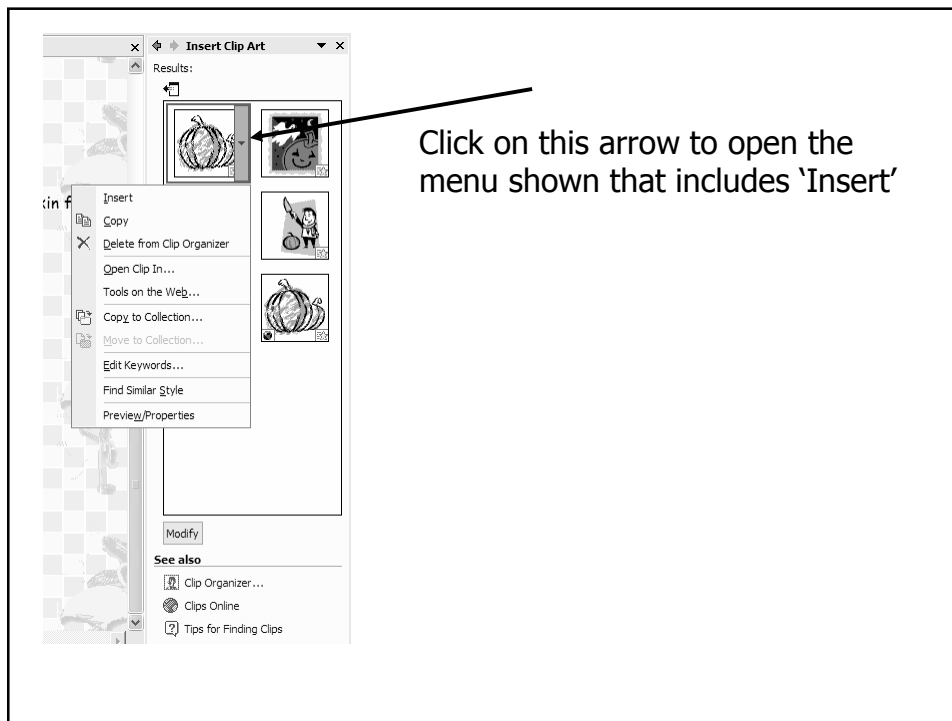 Insert Clip Art
Results:
Click on this arrow to open the
menu shown that includes ‘Insert’
kin f
Insert
Copy
Delete from Clip Organizer
Open Clip In...
Tools on the Web...
Copy to Collection...
Move to Collection...
Edit Keywords...
Find Similar Style
Preview/Properties
Modify
See also
Clip Organizer...
Clips Online
Tips for Finding Clips